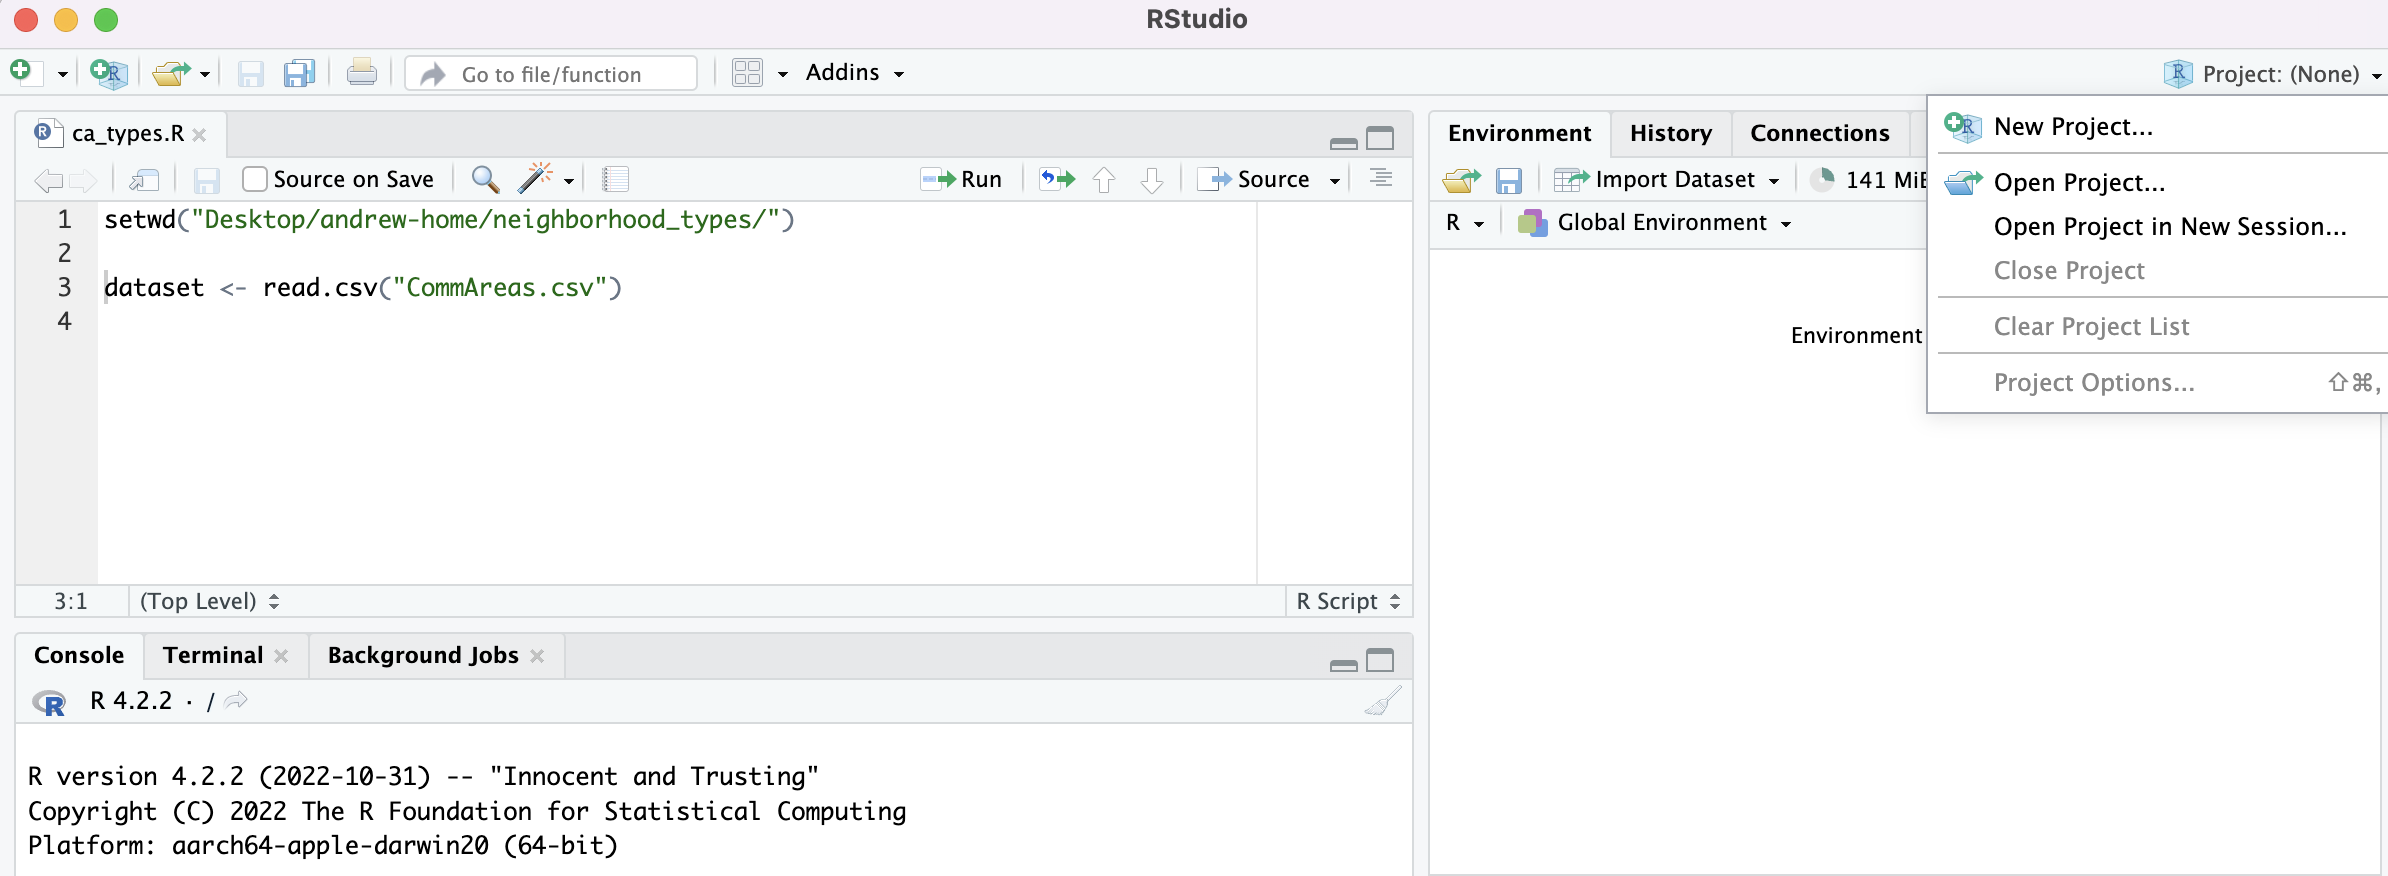 RStudio
Go to file/function
Addins
Project: (None)
ca_types.R
Source on Save
Run
Source
1 setwd("Desktop/andrew-home/neighborhood_types/")
2
3 dataset <- read.csv("CommAreas.csv")
4
3:1 (Top Level) R Script
Console Terminal Background Jobs
R 4.2.2 · /
R version 4.2.2 (2022-10-31) -- "Innocent and Trusting"
Copyright (C) 2022 The R Foundation for Statistical Computing
Platform: aarch64-apple-darwin20 (64-bit)
Environment History Connections
Import Dataset 141 MiB
R Global Environment
Environment
New Project...
Open Project...
Open Project in New Session...
Close Project
Clear Project List
Project Options... ⇧⌘,